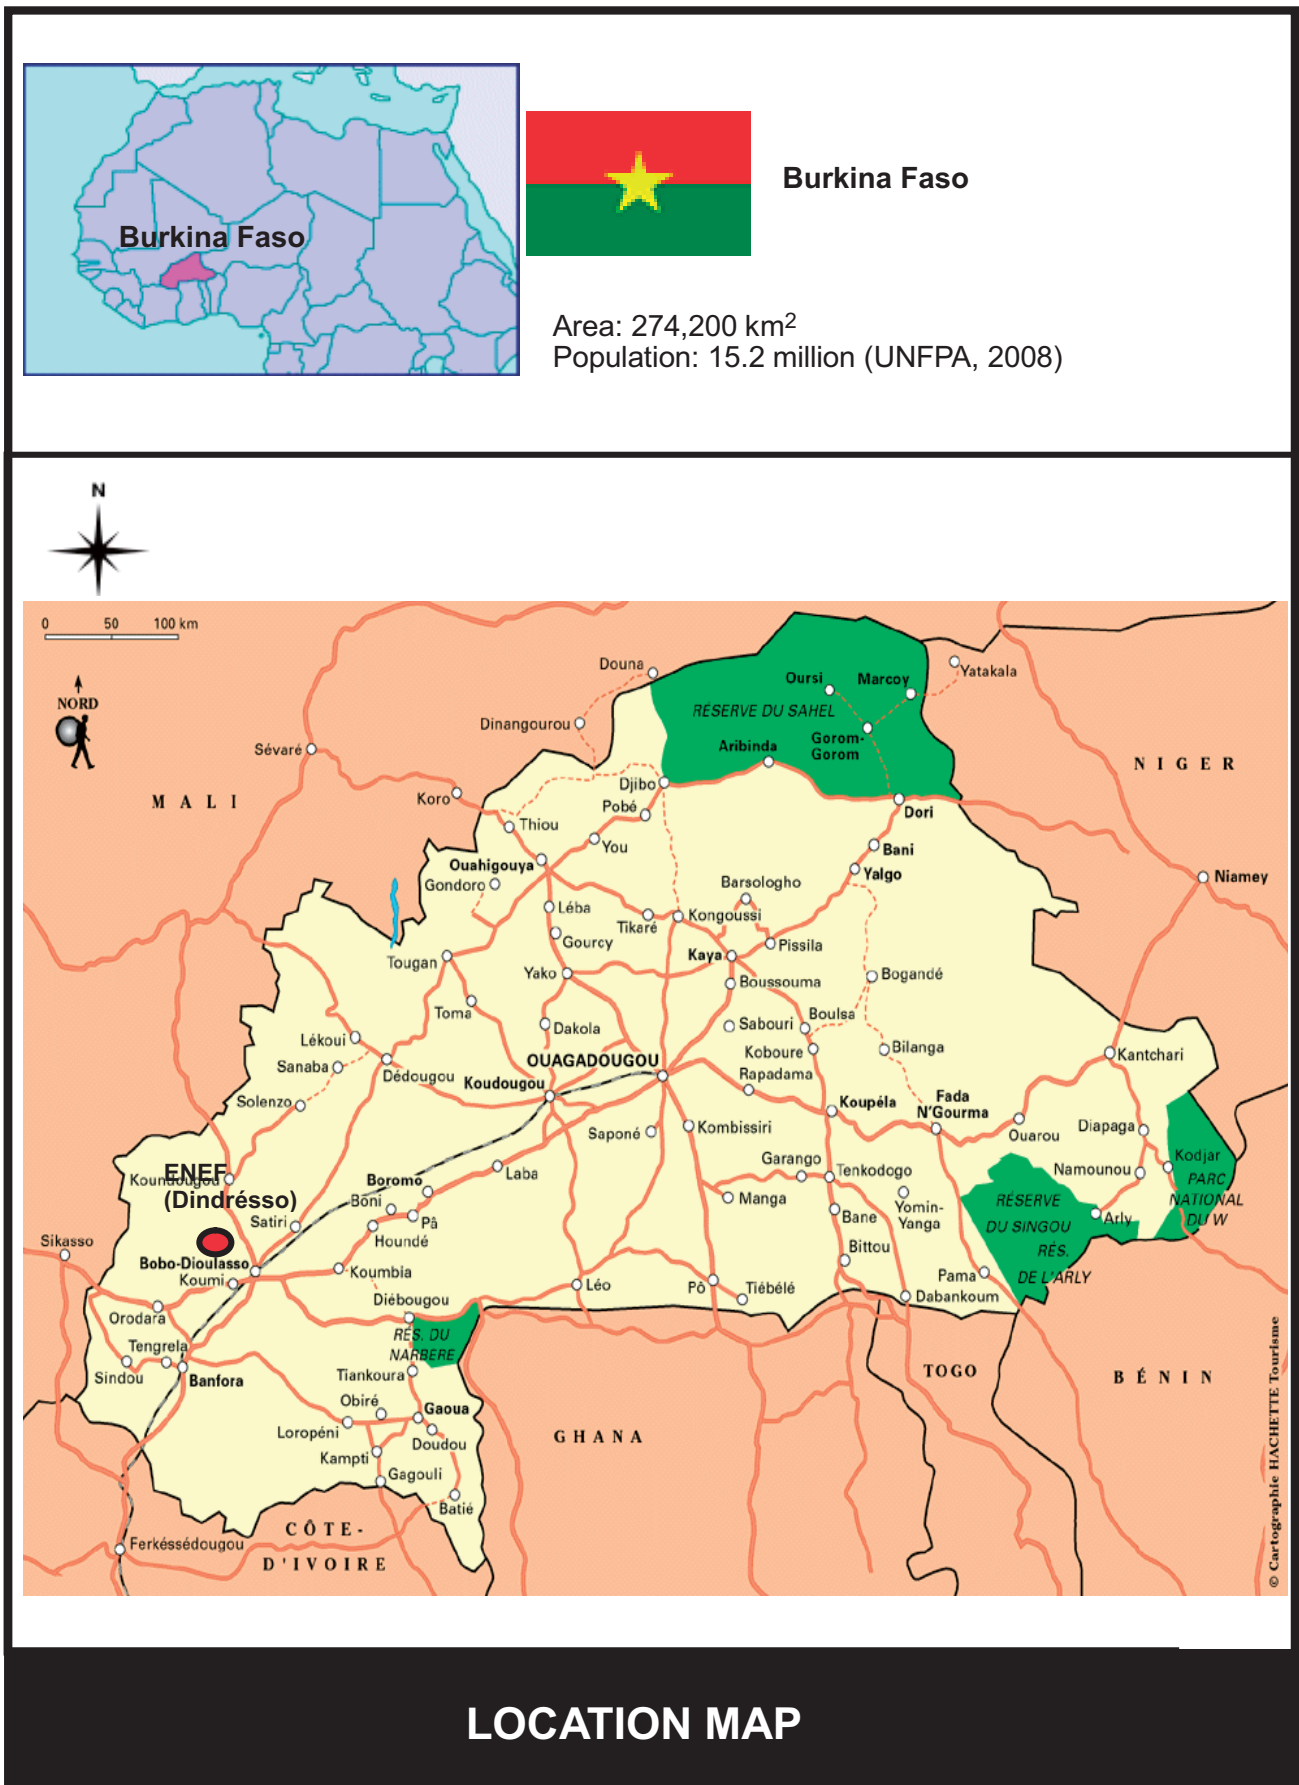 Burkina Faso
Burkina Faso
Area: 274,200 km2
Population: 15.2 million (UNFPA, 2008)
N
0 50 100 km
NORD
Douna
Oursi
Marcoy
Yatakala
RÉSERVE DU SAHEL
Dinangourou
Gorom-
Gorom
Aribinda
Sévaré
NIGER
MALI
Koro
Djibo
Pobé
Dori
Thiou
You
Bani
Ouahigouya
Yalgo
Gondoro
Barsologho
Niamey
Léba
Tikaré
Kongoussi
Gourcy
Pissila
Tougan
Kaya
Yako
Boussouma
Bogandé
Toma
Dakola
Sabouri
Boulsa
Lékoui
Koboure
Bilanga
Kantchari
Sanaba
OUAGADOUGOU
Rapadama
Dédougou
Koudougou
Solenzo
Koupéla
Fada
N'Gourma
Saponé
Kombissiri
Ouarou
Diapaga
Kodjar
ENEF
Koundougou
(Dindrésso)
Laba
Garango
Tenkodogo
Namounou
PARC
NATIONAL
DU W
Boromo
Boni
Manga
Yomin-
Yanga
RÉSERVE
DU SINGOU
Satiri
Pâ
Bane
Arly
Houndé
RÉS.
DE L'ARLY
Sikasso
Bittou
Bobo-Dioulasso
Koumi
Koumbia
Pama
Léo
Pô
Tiébélé
Dabankoum
Diébougou
Orodara
RÉS. DU
NARBERE
Tengrela
Sindou
Banfora
Tiankoura
TOGO
BÉNIN
Obiré
Gaoua
Loropéni
Doudou
GHANA
Kampti
Gagouli
Batié
CÔTE-
D'IVOIRE
Ferkéssédougou
© Cartographie HACHETTE Tourisme
LOCATION MAP